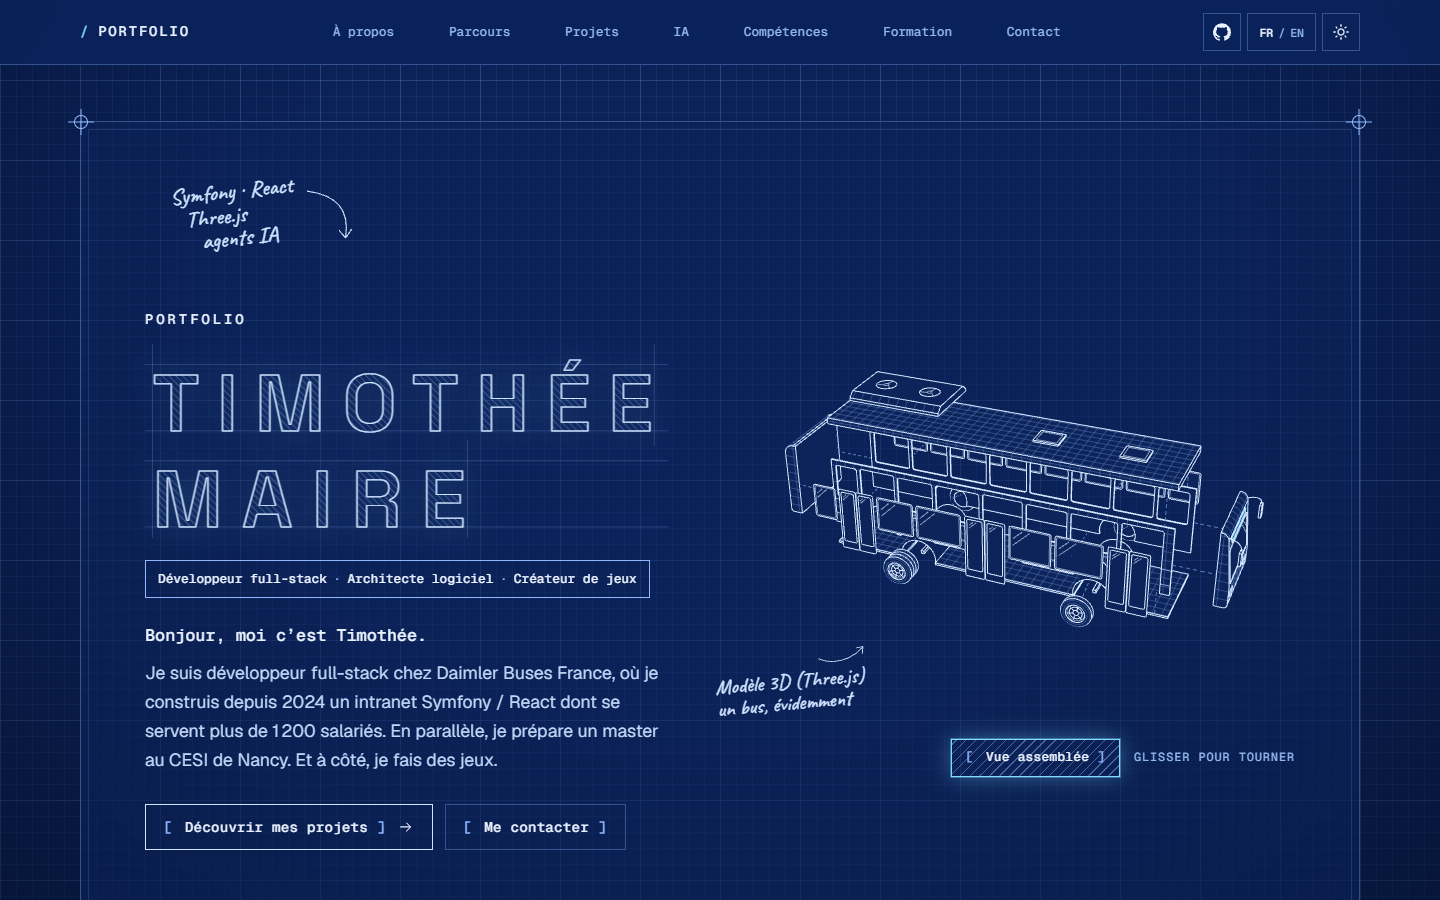 / PORTFOLIO
À propos
Parcours
Projets
IA
Compétences
Formation
Contact
FR / EN
Symfony · React
Three.js
agents IA
PORTFOLIO
TIMOTHÉE
MAIRE
Développeur full-stack · Architecte logiciel · Créateur de jeux
Bonjour, moi c’est Timothée.
Je suis développeur full-stack chez Daimler Buses France, où je
construis depuis 2024 un intranet Symfony / React dont se
servent plus de 1 200 salariés. En parallèle, je prépare un master
au CESI de Nancy. Et à côté, je fais des jeux.
[ Découvrir mes projets ] →
[ Me contacter ]
Modèle 3D (Three.js)
un bus, évidemment
[ Vue assemblée ]
GLISSER POUR TOURNER